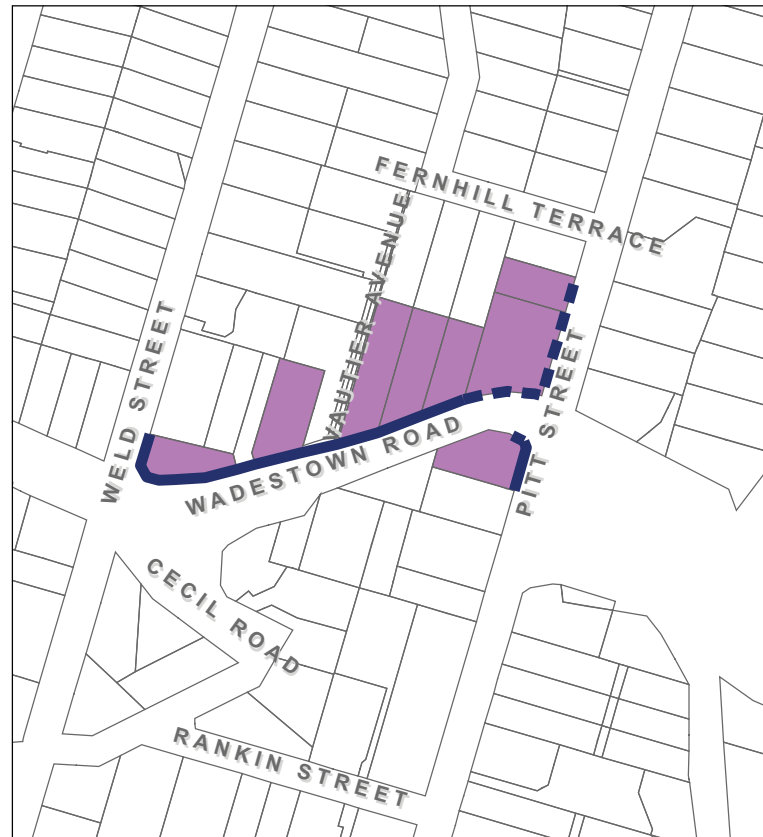 FERNHILL TERRACE
VAUTIER AVENUE
WELD STREET
PITT STREET
WADESTOWN ROAD
CECIL ROAD
RANKIN STREET